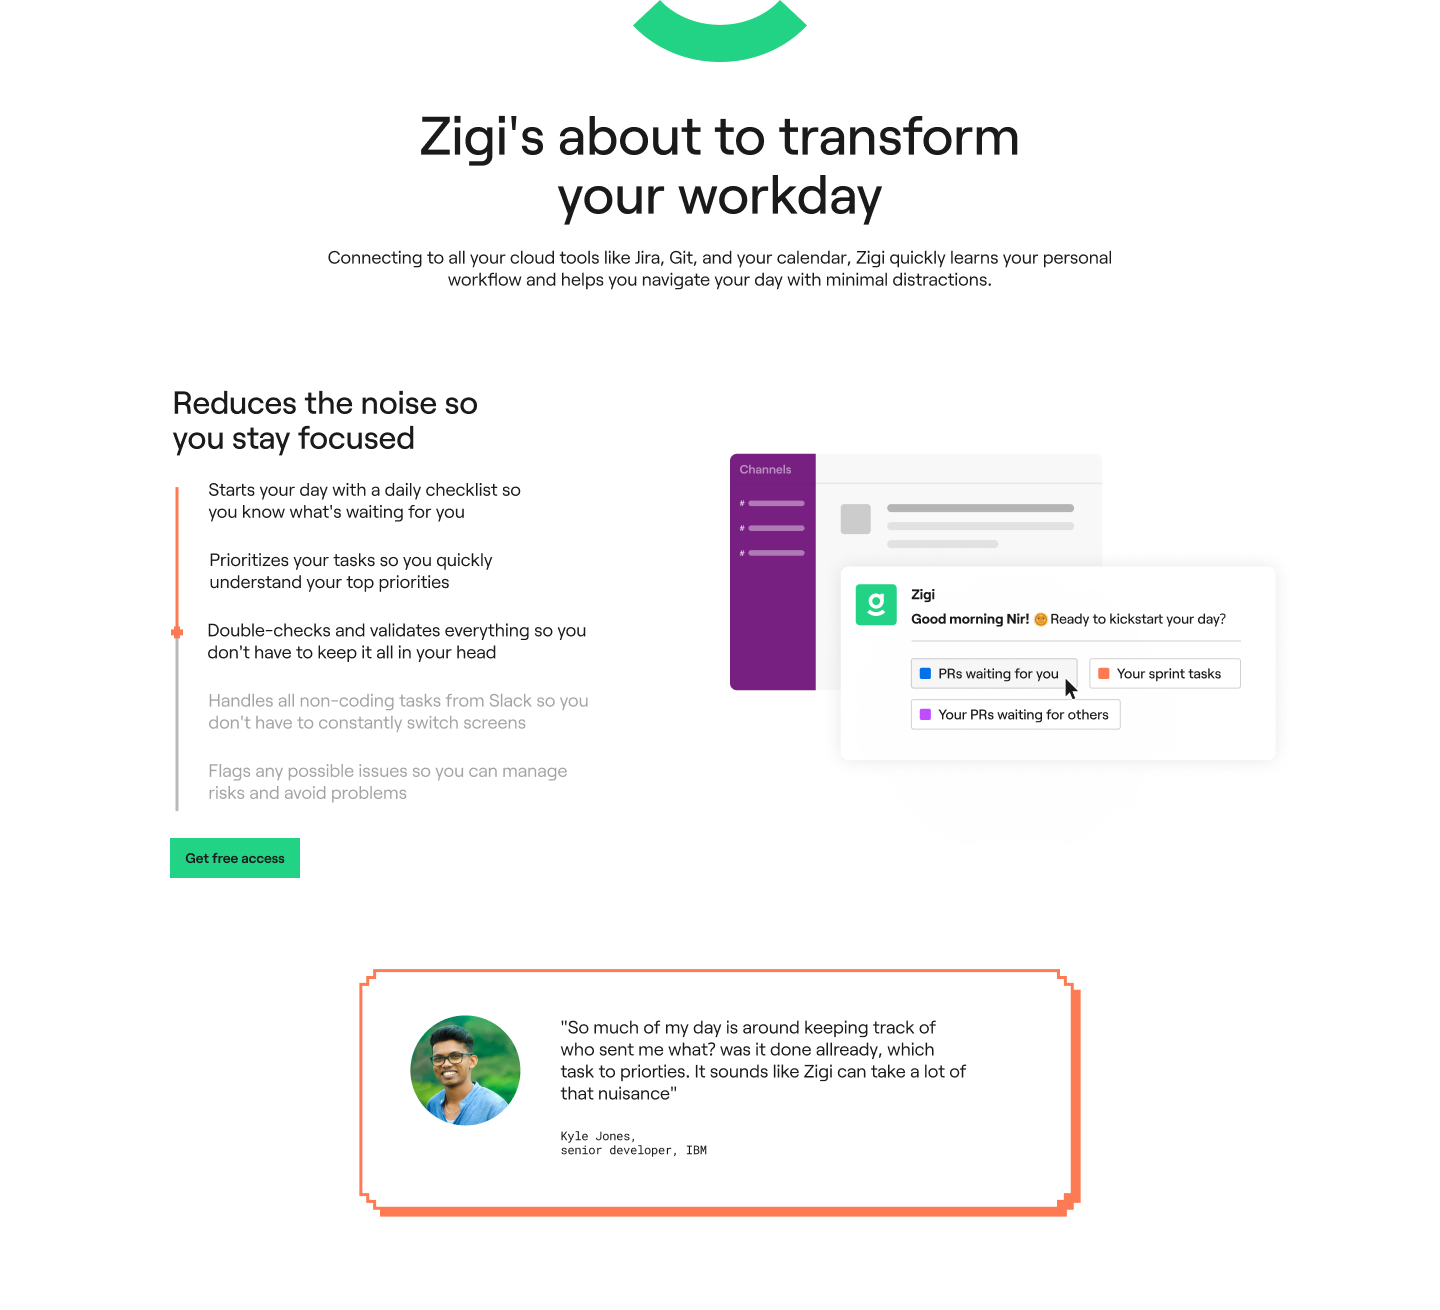 Zigi's about to transform
your workday
Connecting to all your cloud tools like Jira, Git, and your calendar, Zigi quickly learns your personal
workflow and helps you navigate your day with minimal distractions.
Reduces the noise so
you stay focused
Starts your day with a daily checklist so
you know what's waiting for you
Prioritizes your tasks so you quickly
understand your top priorities
Double-checks and validates everything so you
don't have to keep it all in your head
Handles all non-coding tasks from Slack so you
don't have to constantly switch screens
Flags any possible issues so you can manage
risks and avoid problems
Get free access
Channels
#
#
#
Zigi
Good morning Nir! 🌞 Ready to kickstart your day?
PRs waiting for you
Your sprint tasks
Your PRs waiting for others
"So much of my day is around keeping track of
who sent me what? was it done allready, which
task to priorties. It sounds like Zigi can take a lot of
that nuisance"
Kyle Jones,
senior developer, IBM